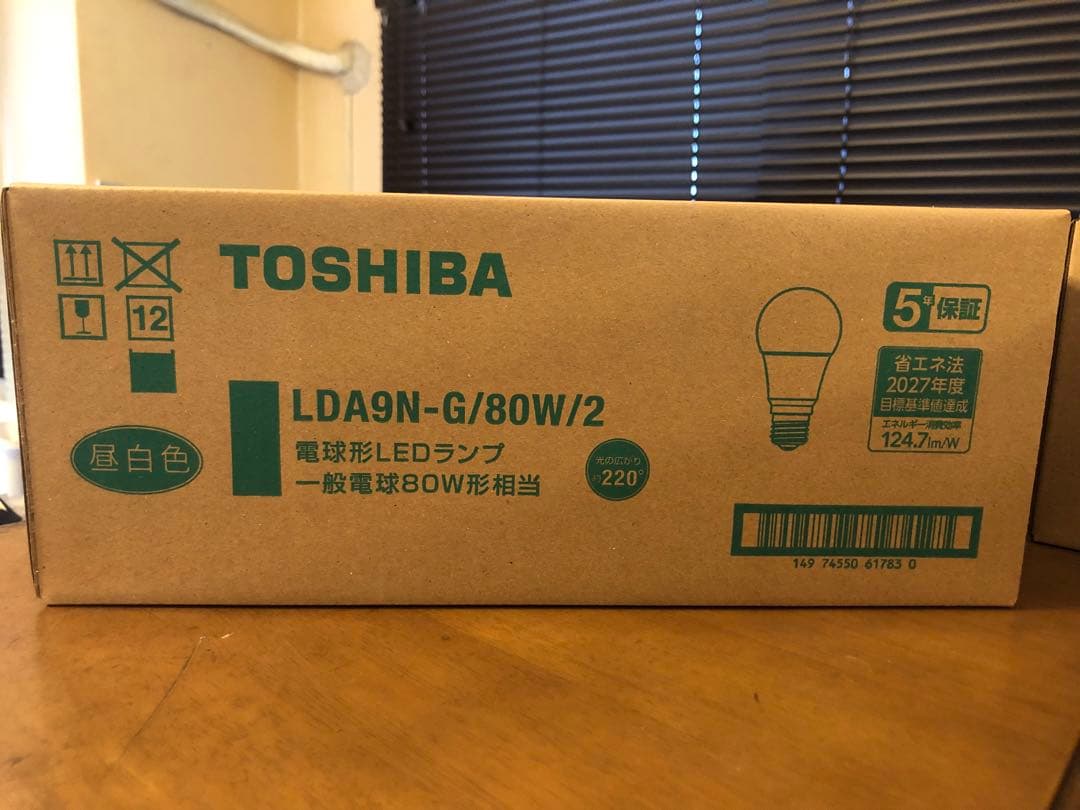 TOSHIBA
12
LDA9N-G/80W/2
電球形LEDランプ
一般電球80W形相当
昼白色
光の広がり
約220°
5年保証
省エネ法
2027年度
目標基準値達成
エネルギー消費効率
124.7lm/W
149 74550 61783 0